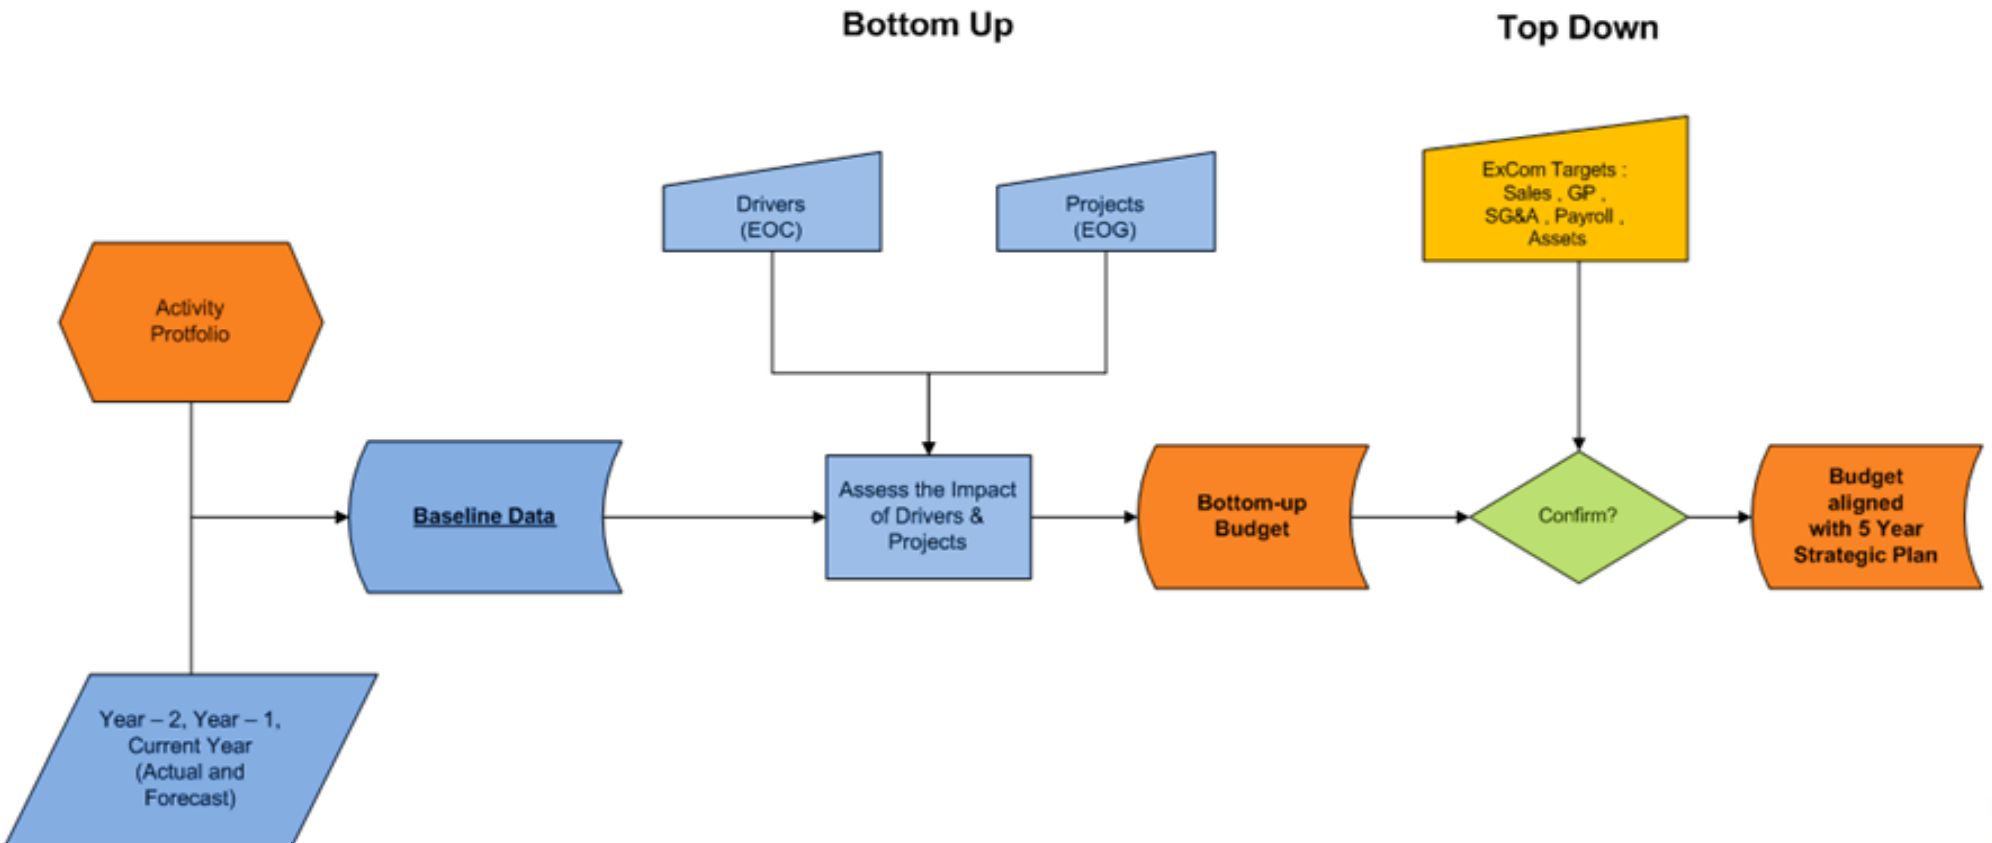 Bottom Up
Top Down
Drivers
(EOC)
Projects
(EOG)
ExCom Targets :
Sales , GP ,
SG&A , Payroll ,
Assets
Activity
Protfolio
Baseline Data
Assess the Impact
of Drivers &
Projects
Bottom-up
Budget
Confirm?
Budget
aligned
with 5 Year
Strategic Plan
Year – 2, Year – 1,
Current Year
(Actual and
Forecast)